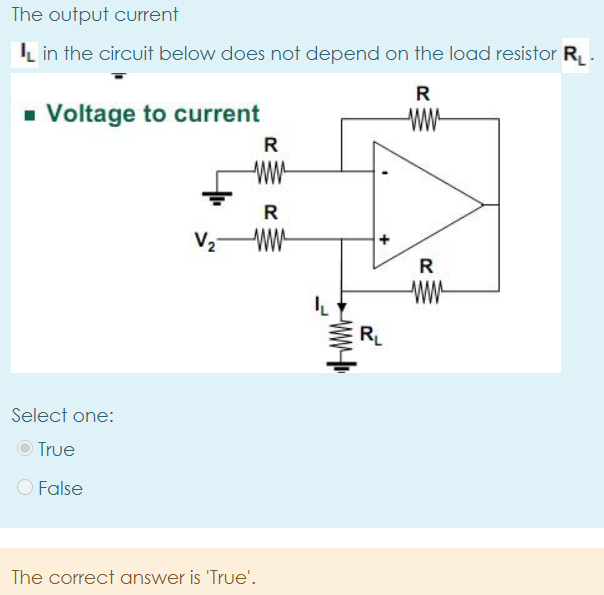 The output current
I_L in the circuit below does not depend on the load resistor R_L.
▪ Voltage to current
R
R
-
R
V₂
+
R
I_L
R_L
Select one:
True
False
The correct answer is 'True'.